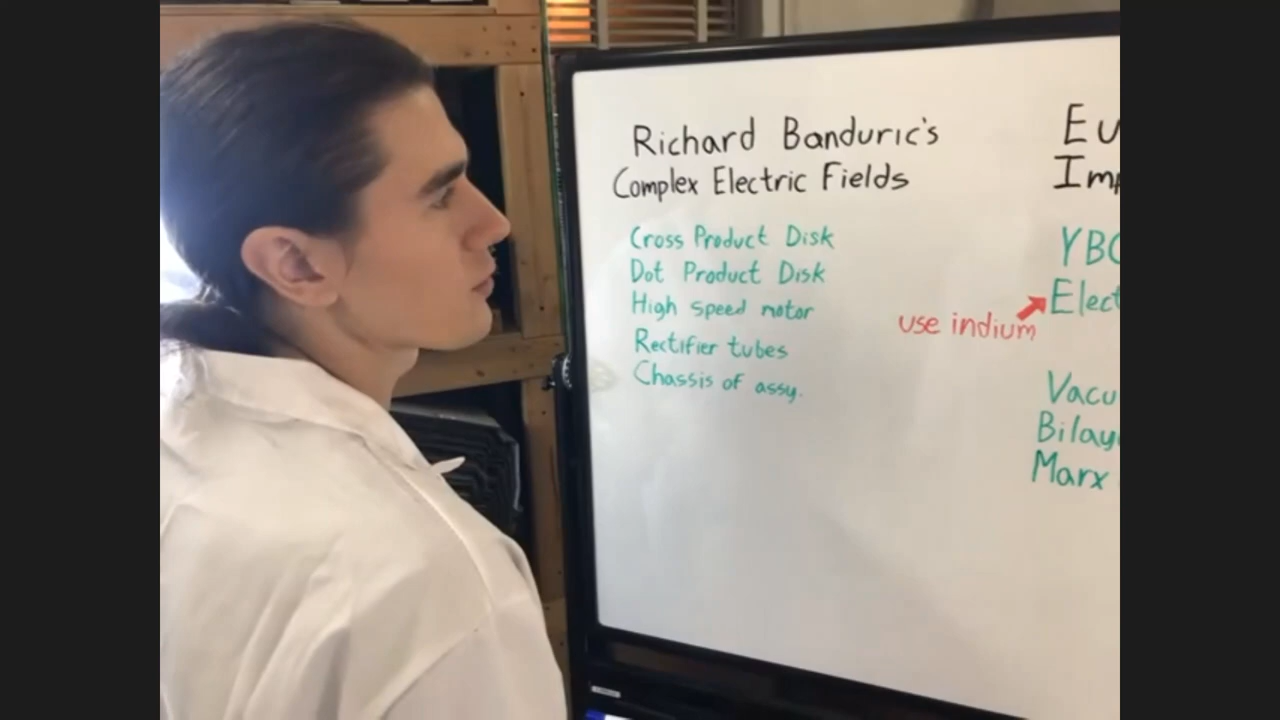 Richard Banduric's
Complex Electric Fields
Cross Product Disk
Dot Product Disk
High speed motor
Rectifier tubes
Chassis of assy.
Eu
Imp
YBC
Elect
use indium
Vacu
Bilay
Marx